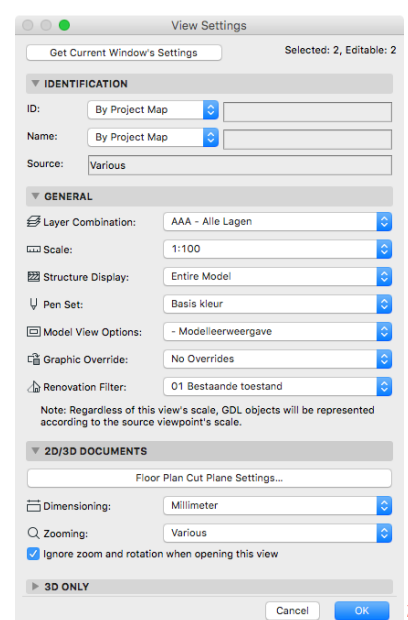 View Settings
Get Current Window's Settings
Selected: 2, Editable: 2
IDENTIFICATION
ID:
By Project Map
Name:
By Project Map
Source:
Various
GENERAL
Layer Combination:
AAA - Alle Lagen
Scale:
1:100
Structure Display:
Entire Model
Pen Set:
Basis kleur
Model View Options:
- Modelleerweergave
Graphic Override:
No Overrides
Renovation Filter:
01 Bestaande toestand
Note: Regardless of this view's scale, GDL objects will be represented
according to the source viewpoint's scale.
2D/3D DOCUMENTS
Floor Plan Cut Plane Settings...
Dimensioning:
Millimeter
Zooming:
Various
Ignore zoom and rotation when opening this view
3D ONLY
Cancel
OK